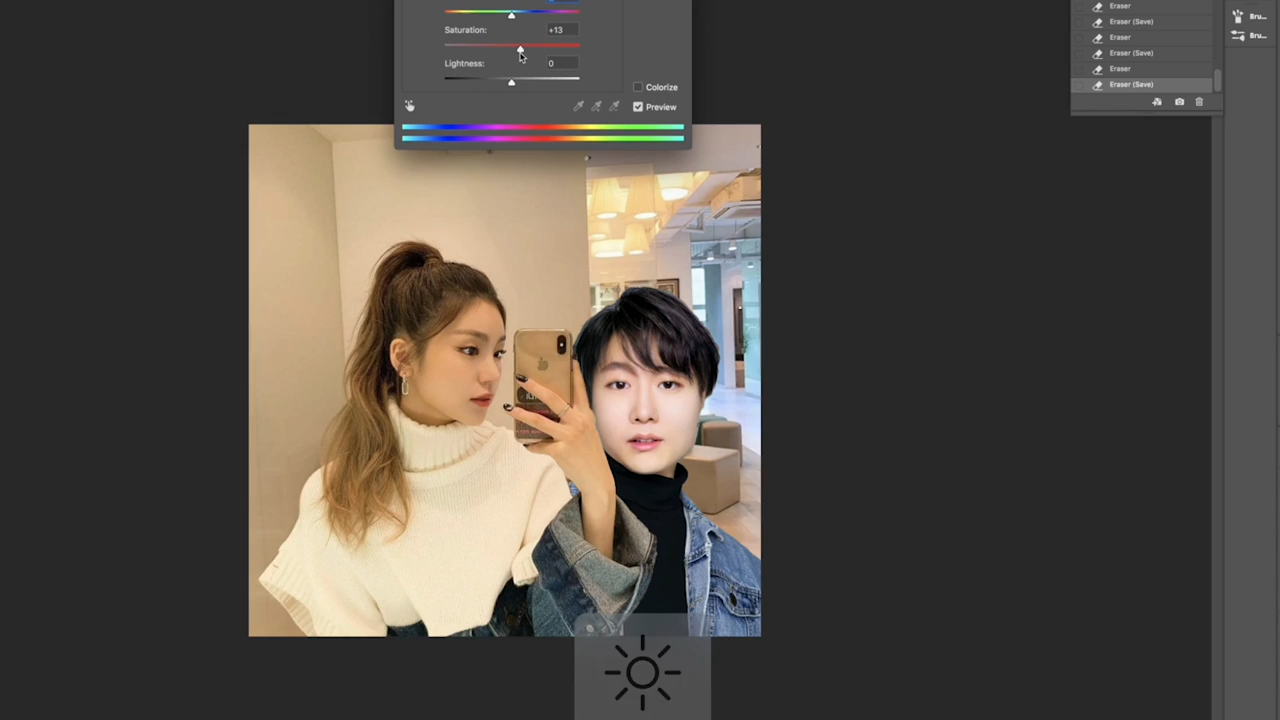 Saturation:
+13
Lightness:
0
Colorize
Preview
Eraser
Eraser (Save)
Eraser
Eraser (Save)
Eraser
Eraser (Save)
Bru...
Bru...